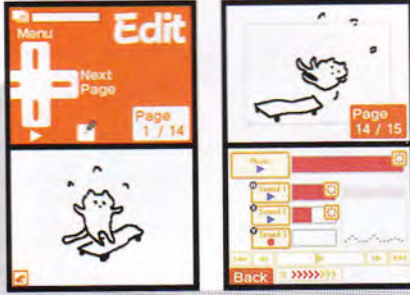 Edit
Menu
Next
Page
Page
1 / 14
Page
14 / 15
Music
Sound 1
Sound 2
Sound 3
Back